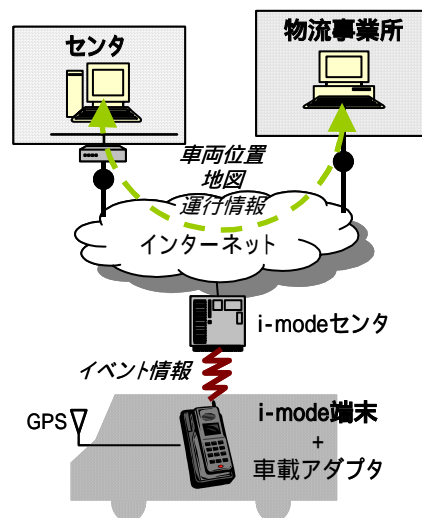 センタ
物流事業所
車両位置
地図
運行情報
インターネット
i-modeセンタ
イベント情報
GPS
i-mode端末
+
車載アダプタ